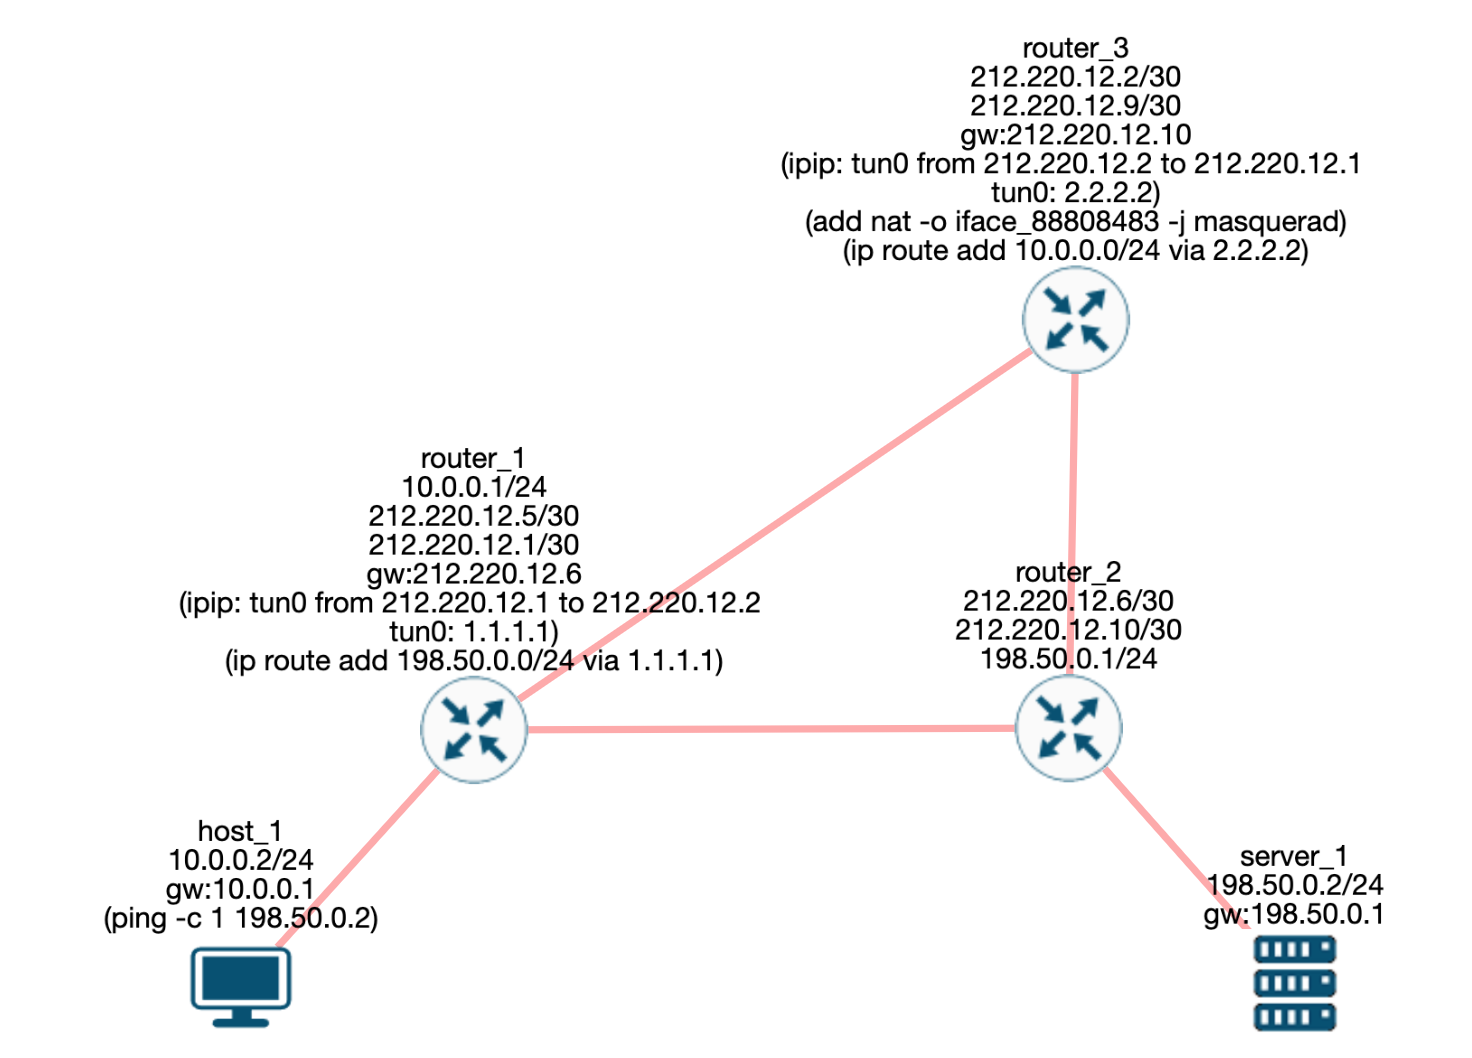 router_3
212.220.12.2/30
212.220.12.9/30
gw:212.220.12.10
(ipip: tun0 from 212.220.12.2 to 212.220.12.1
tun0: 2.2.2.2)
(add nat -o iface_88808483 -j masquerad)
(ip route add 10.0.0.0/24 via 2.2.2.2)
router_1
10.0.0.1/24
212.220.12.5/30
212.220.12.1/30
gw:212.220.12.6
(ipip: tun0 from 212.220.12.1 to 212.220.12.2
tun0: 1.1.1.1)
(ip route add 198.50.0.0/24 via 1.1.1.1)
router_2
212.220.12.6/30
212.220.12.10/30
198.50.0.1/24
host_1
10.0.0.2/24
gw:10.0.0.1
(ping -c 1 198.50.0.2)
server_1
198.50.0.2/24
gw:198.50.0.1